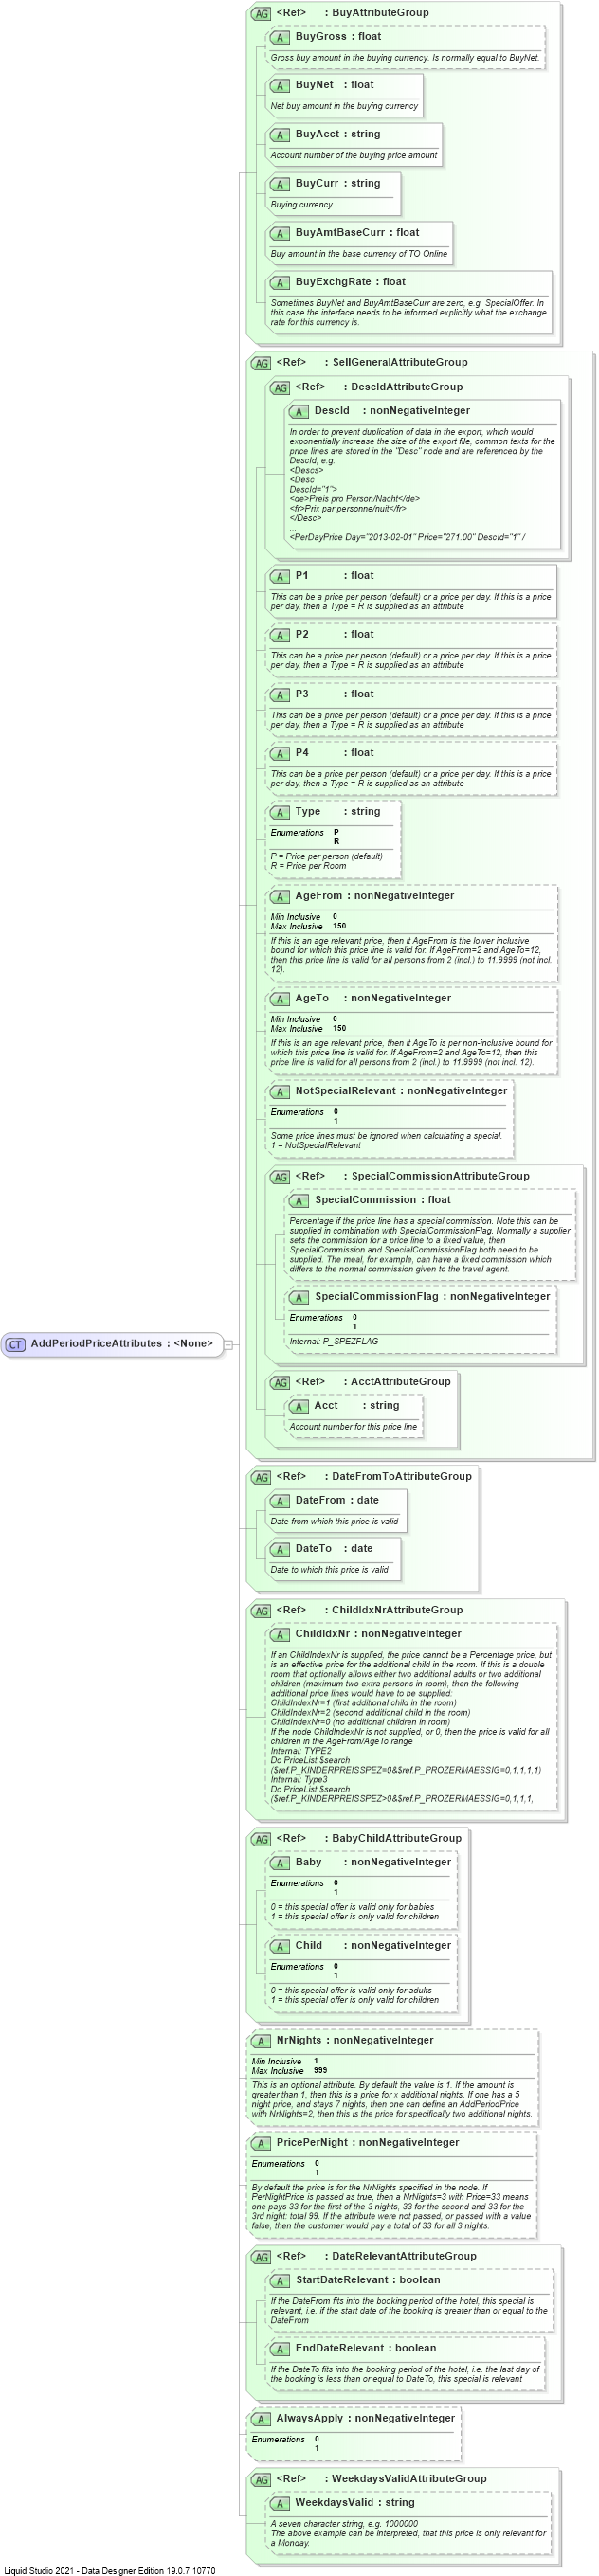 AG <Ref> : BuyAttributeGroup
A BuyGross : float
Gross buy amount in the buying currency. Is normally equal to BuyNet.
A BuyNet : float
Net buy amount in the buying currency
A BuyAcct : string
Account number of the buying price amount
A BuyCurr : string
Buying currency
A BuyAmtBaseCurr : float
Buy amount in the base currency of TO Online
A BuyExchgRate : float
Sometimes BuyNet and BuyAmtBaseCurr are zero, e.g. SpecialOffer. In
this case the interface needs to be informed explicitly what the exchange
rate for this currency is.
AG <Ref> : SellGeneralAttributeGroup
AG <Ref> : DescIdAttributeGroup
A DescId : nonNegativeInteger
In order to prevent duplication of data in the export, which would
exponentially increase the size of the export file, common texts for the
price lines are stored in the "Desc" node and are referenced by the
DescId, e.g.
<Descs>
<Desc
DescId="1">
<de>Preis pro Person/Nacht</de>
<fr>Prix par personne/nuit</fr>
</Desc>
...
<PerDayPrice Day="2013-02-01" Price="271.00" DescId="1" /
A P1 : float
This can be a price per person (default) or a price per day. If this is a price
per day, then a Type = R is supplied as an attribute
A P2 : float
This can be a price per person (default) or a price per day. If this is a price
per day, then a Type = R is supplied as an attribute
A P3 : float
This can be a price per person (default) or a price per day. If this is a price
per day, then a Type = R is supplied as an attribute
A P4 : float
This can be a price per person (default) or a price per day. If this is a price
per day, then a Type = R is supplied as an attribute
A Type : string
Enumerations P
R
P = Price per person (default)
R = Price per Room
A AgeFrom : nonNegativeInteger
Min Inclusive 0
Max Inclusive 150
If this is an age relevant price, then it AgeFrom is the lower inclusive
bound for which this price line is valid for. If AgeFrom=2 and AgeTo=12,
then this price line is valid for all persons from 2 (incl.) to 11.9999 (not incl.
12).
A AgeTo : nonNegativeInteger
Min Inclusive 0
Max Inclusive 150
If this is an age relevant price, then it AgeTo is per non-inclusive bound for
which this price line is valid for. If AgeFrom=2 and AgeTo=12, then this
price line is valid for all persons from 2 (incl.) to 11.9999 (not incl. 12).
A NotSpecialRelevant : nonNegativeInteger
Enumerations 0
1
Some price lines must be ignored when calculating a special.
1 = NotSpecialRelevant
AG <Ref> : SpecialCommissionAttributeGroup
A SpecialCommission : float
Percentage if the price line has a special commission. Note this can be
supplied in combination with SpecialCommissionFlag. Normally a supplier
sets the commission for a price line to a fixed value, then
SpecialCommission and SpecialCommissionFlag both need to be
supplied. The meal, for example, can have a fixed commission which
differs to the normal commission given to the travel agent.
A SpecialCommissionFlag : nonNegativeInteger
Enumerations 0
1
Internal: P_SPEZFLAG
CT AddPeriodPriceAttributes : <None>
AG <Ref> : AcctAttributeGroup
A Acct : string
Account number for this price line
AG <Ref> : DateFromToAttributeGroup
A DateFrom : date
Date from which this price is valid
A DateTo : date
Date to which this price is valid
AG <Ref> : ChildIdxNrAttributeGroup
A ChildIdxNr : nonNegativeInteger
If an ChildIndexNr is supplied, the price cannot be a Percentage price, but
is an effective price for the additional child in the room. If this is a double
room that optionally allows either two additional adults or two additional
children (maximum two extra persons in room), then the following
additional price lines would have to be supplied:
ChildIndexNr=1 (first additional child in the room)
ChildIndexNr=2 (second additional child in the room)
ChildIndexNr=0 (no additional children in room)
If the node ChildIndexNr is not supplied, or 0, then the price is valid for all
children in the AgeFrom/AgeTo range
Internal: TYPE2
Do PriceList.$search
($ref.P_KINDERPREISSPEZ=0&$ref.P_PROZERMAESSIG=0,1,1,1,1)
Internal: Type3
Do PriceList.$search
($ref.P_KINDERPREISSPEZ>0&$ref.P_PROZERMAESSIG=0,1,1,1,
AG <Ref> : BabyChildAttributeGroup
A Baby : nonNegativeInteger
Enumerations 0
1
0 = this special offer is valid only for babies
1 = this special offer is only valid for children
A Child : nonNegativeInteger
Enumerations 0
1
0 = this special offer is valid only for adults
1 = this special offer is only valid for children
A NrNights : nonNegativeInteger
Min Inclusive 1
Max Inclusive 999
This is an optional attribute. By default the value is 1. If the amount is
greater than 1, then this is a price for x additional nights. If one has a 5
night price, and stays 7 nights, then one can define an AddPeriodPrice
with NrNights=2, then this is the price for specifically two additional nights.
A PricePerNight : nonNegativeInteger
Enumerations 0
1
By default the price is for the NrNights specified in the node. If
PerNightPrice is passed as true, then a NrNights=3 with Price=33 means
one pays 33 for the first of the 3 nights, 33 for the second and 33 for the
3rd night: total 99. If the attribute were not passed, or passed with a value
false, then the customer would pay a total of 33 for all 3 nights.
AG <Ref> : DateRelevantAttributeGroup
A StartDateRelevant : boolean
If the DateFrom fits into the booking period of the hotel, this special is
relevant, i.e. if the start date of the booking is greater than or equal to the
DateFrom
A EndDateRelevant : boolean
If the DateTo fits into the booking period of the hotel, i.e. the last day of
the booking is less than or equal to DateTo, this special is relevant
A AlwaysApply : nonNegativeInteger
Enumerations 0
1
AG <Ref> : WeekdaysValidAttributeGroup
A WeekdaysValid : string
A seven character string, e.g. 1000000
The above example can be interpreted, that this price is only relevant for
a Monday.
Liquid Studio 2021 - Data Designer Edition 19.0.7.10770